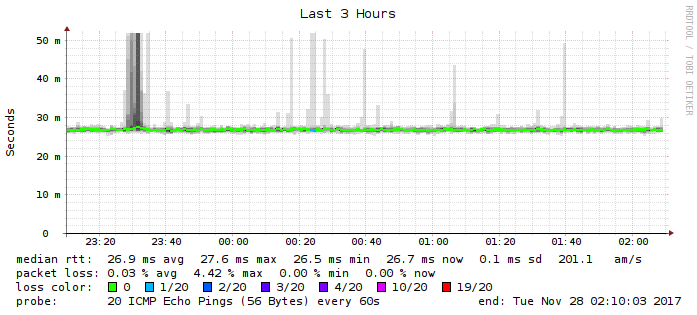 Last 3 Hours
RRDTOOL / TOBI OETIKER
Seconds
50 m
40 m
30 m
20 m
10 m
0
23:20 23:40 00:00 00:20 00:40 01:00 01:20 01:40 02:00
median rtt: 26.9 ms avg 27.6 ms max 26.5 ms min 26.7 ms now 0.1 ms sd 201.1 am/s
packet loss: 0.03 % avg 4.42 % max 0.00 % min 0.00 % now
loss color: 0 1/20 2/20 3/20 4/20 10/20 19/20
probe: 20 ICMP Echo Pings (56 Bytes) every 60s end: Tue Nov 28 02:10:03 2017